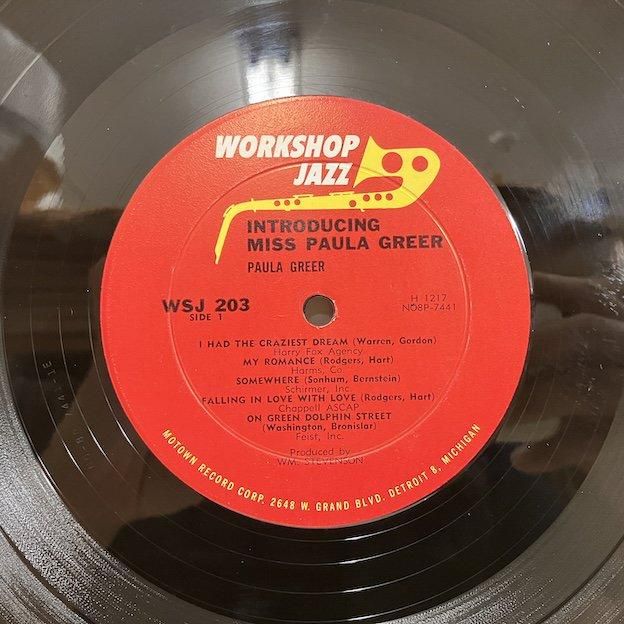 WORKSHOP
JAZZ
INTRODUCING
MISS PAULA GREER
PAULA GREER
WSJ 203
SIDE 1
H 1217
NO8P-7441
I HAD THE CRAZIEST DREAM (Warren, Gordon)
Harry Fox Agency
MY ROMANCE (Rodgers, Hart)
Harms, Co.
SOMEWHERE (Sonhum, Bernstein)
Schirmer, Inc
FALLING IN LOVE WITH LOVE (Rodgers, Hart)
Chappell ASCAP
ON GREEN DOLPHIN STREET
(Washington, Bronislar)
Feist, Inc.
Produced by
WM. STEVENSON
MOTOWN RECORD CORP. 2648 W. GRAND BLVD. DETROIT 8, MICHIGAN